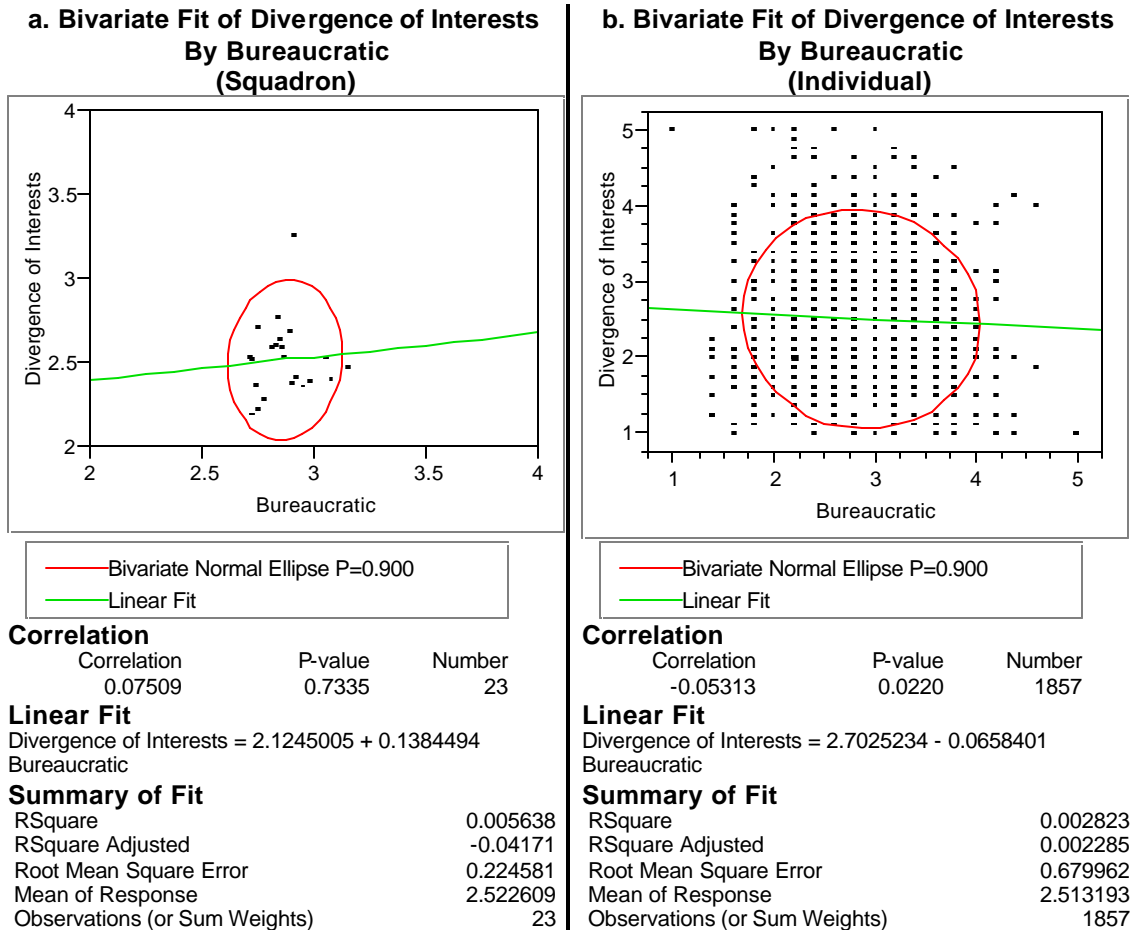 a. Bivariate Fit of Divergence of Interests
By Bureaucratic
(Squadron)
4
3.5
3
2.5
2
Divergence of Interests
2 2.5 3 3.5 4
Bureaucratic
Bivariate Normal Ellipse P=0.900
Linear Fit
Correlation
Correlation P-value Number
0.07509 0.7335 23
Linear Fit
Divergence of Interests = 2.1245005 + 0.1384494
Bureaucratic
Summary of Fit
RSquare 0.005638
RSquare Adjusted -0.04171
Root Mean Square Error 0.224581
Mean of Response 2.522609
Observations (or Sum Weights) 23
b. Bivariate Fit of Divergence of Interests
By Bureaucratic
(Individual)
5
4
3
2
1
Divergence of Interests
1 2 3 4 5
Bureaucratic
Bivariate Normal Ellipse P=0.900
Linear Fit
Correlation
Correlation P-value Number
-0.05313 0.0220 1857
Linear Fit
Divergence of Interests = 2.7025234 - 0.0658401
Bureaucratic
Summary of Fit
RSquare 0.002823
RSquare Adjusted 0.002285
Root Mean Square Error 0.679962
Mean of Response 2.513193
Observations (or Sum Weights) 1857